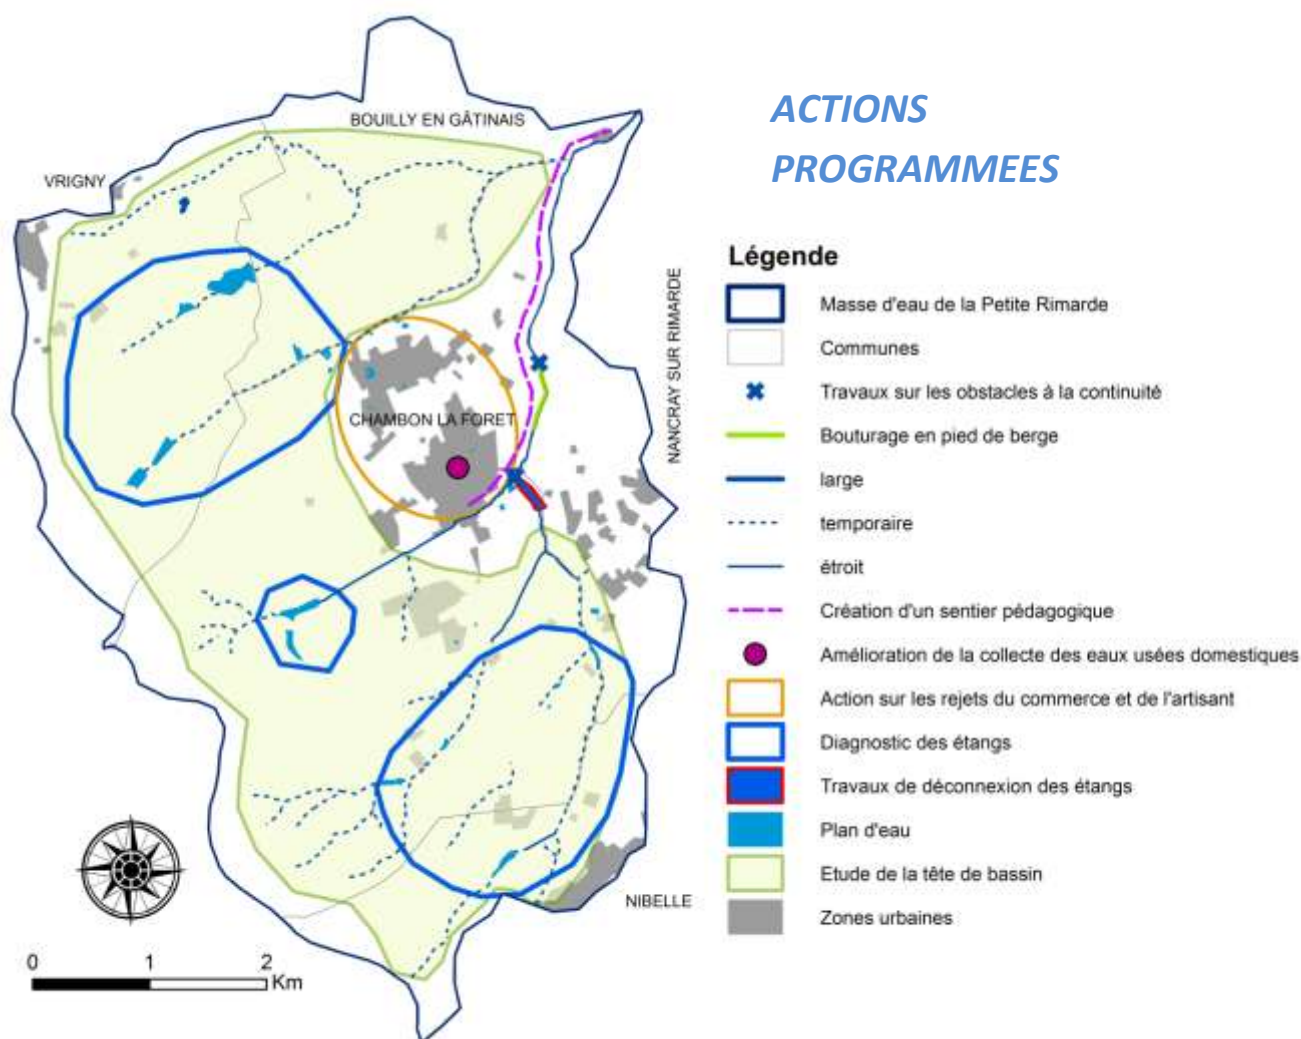 ACTIONS
PROGRAMMEES
BOUILLY EN GÂTINAIS
VRIGNY
NANCRAY SUR RIMARDE
CHAMBON LA FORET
NIBELLE
0 1 2
Km
Légende
Masse d'eau de la Petite Rimarde
Communes
Travaux sur les obstacles à la continuité
Bouturage en pied de berge
large
temporaire
étroit
Création d'un sentier pédagogique
Amélioration de la collecte des eaux usées domestiques
Action sur les rejets du commerce et de l'artisant
Diagnostic des étangs
Travaux de déconnexion des étangs
Plan d'eau
Etude de la tête de bassin
Zones urbaines